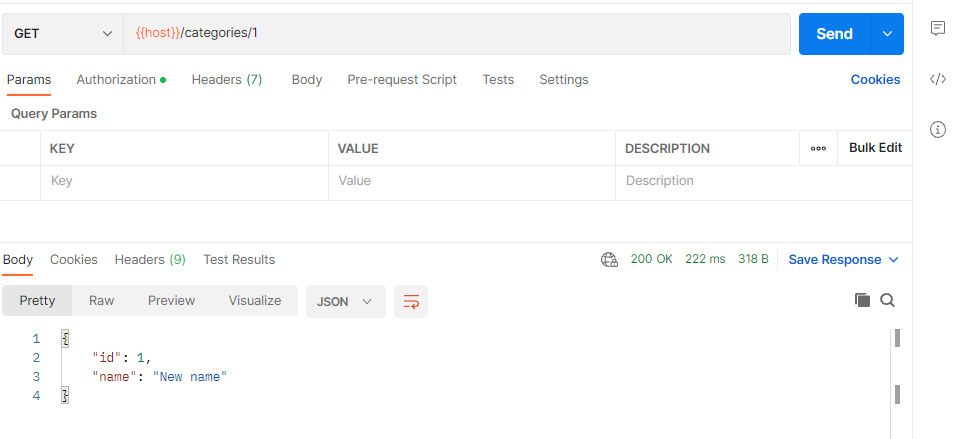 GET {{host}}/categories/1 Send
Params Authorization Headers (7) Body Pre-request Script Tests Settings Cookies
Query Params
KEY VALUE DESCRIPTION ooo Bulk Edit
Key Value Description
Body Cookies Headers (9) Test Results 200 OK 222 ms 318 B Save Response
Pretty Raw Preview Visualize JSON
1 {
2 "id": 1,
3 "name": "New name"
4 }